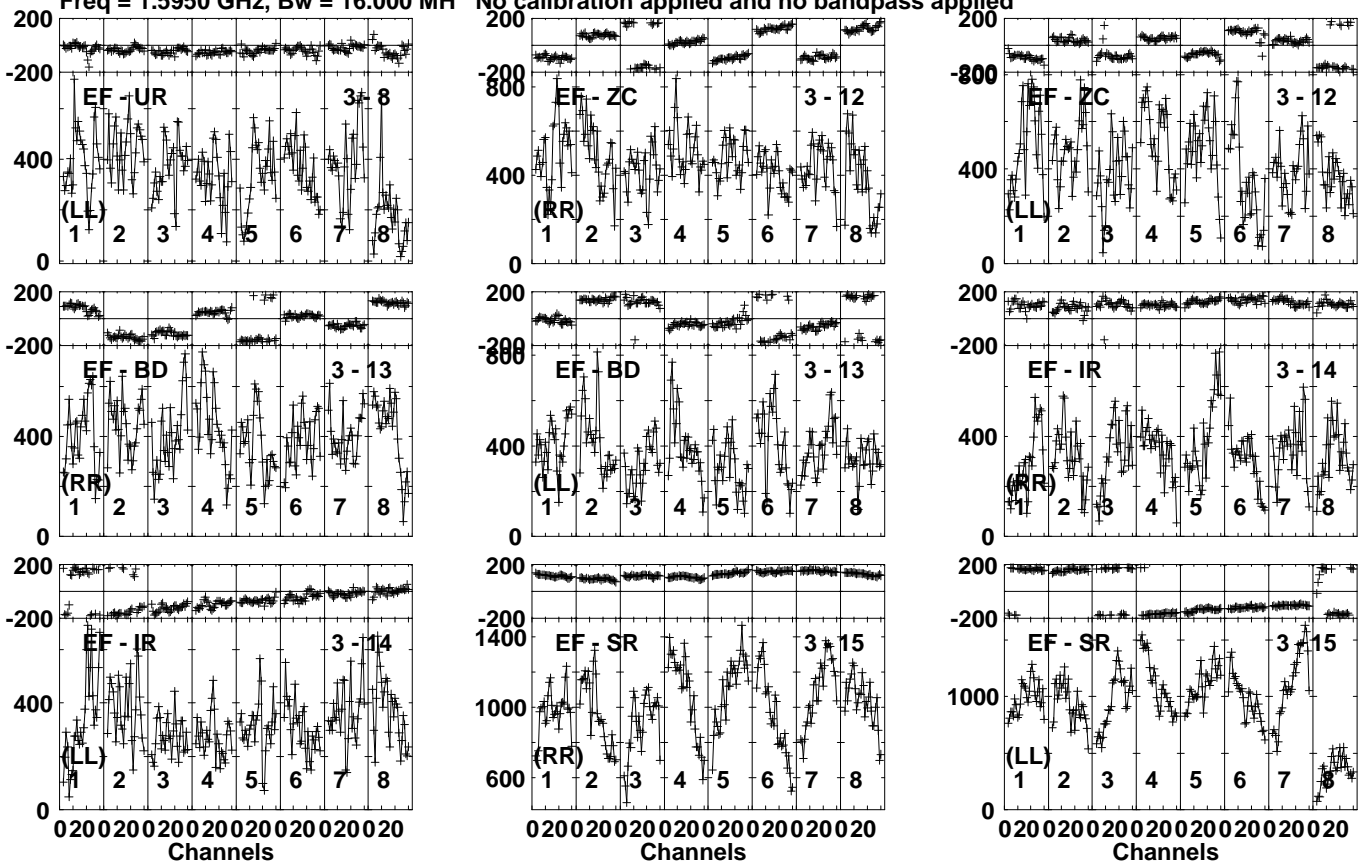 Freq = 1.5950 GHz, Bw = 16.000 MH No calibration applied and no bandpass applied
200
-200
EF - UR 3 - 8
400
(LL)
1 2 3 4 5 6 7 8
0
200
-200
800
EF - ZC 3 - 12
400
(RR)
1 2 3 4 5 6 7 8
0
200
-200
800
EF - ZC 3 - 12
400
(LL)
1 2 3 4 5 6 7 8
0
200
-200
EF - BD 3 - 13
400
(RR)
1 2 3 4 5 6 7 8
0
200
-200
800
EF - BD 3 - 13
400
(LL)
1 2 3 4 5 6 7 8
0
200
-200
EF - IR 3 - 14
400
(RR)
1 2 3 4 5 6 7 8
0
200
-200
EF - IR 3 - 14
400
(LL)
1 2 3 4 5 6 7 8
0
0 20 0 20 0 20 0 20 0 20 0 20 0 20 0 20
Channels
200
-200
1400
EF - SR 3 - 15
1000
(RR)
600
1 2 3 4 5 6 7 8
0 20 0 20 0 20 0 20 0 20 0 20 0 20 0 20
Channels
200
-200
EF - SR 3 - 15
1000
(LL)
1 2 3 4 5 6 7 8
0
0 20 0 20 0 20 0 20 0 20 0 20 0 20 0 20
Channels